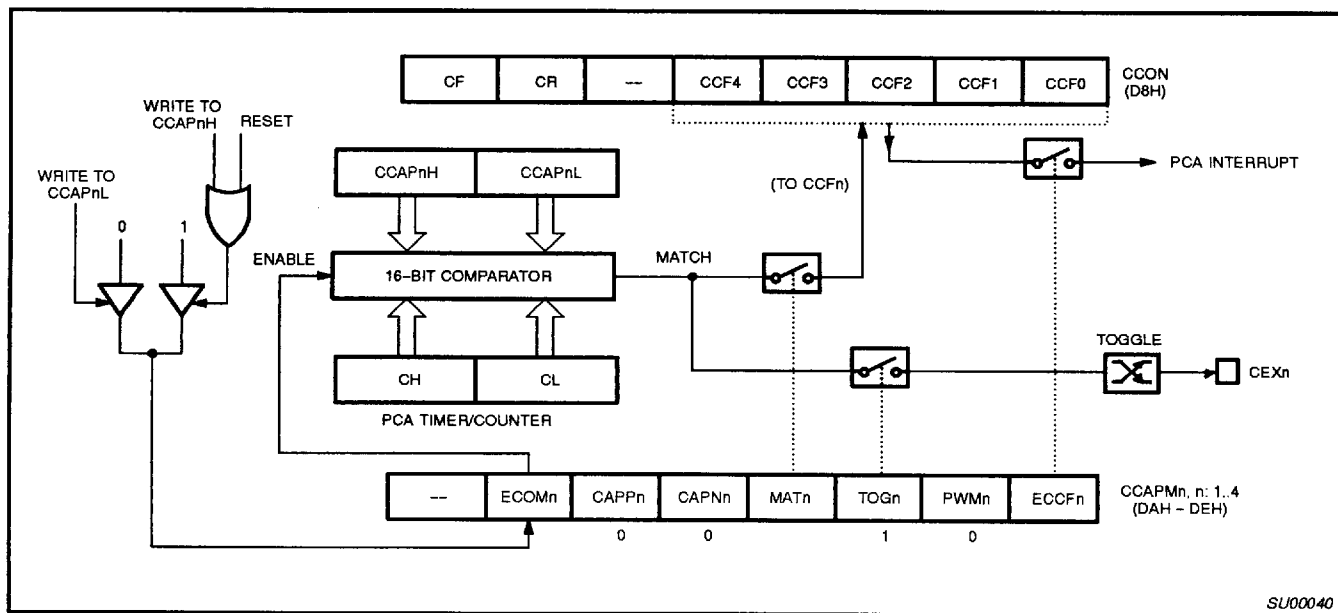 CF CR -- CCF4 CCF3 CCF2 CCF1 CCF0
CCON
(D8H)
WRITE TO
CCAPnH
RESET
WRITE TO
CCAPnL
0
1
CCAPnH CCAPnL
(TO CCFn)
PCA INTERRUPT
ENABLE
16-BIT COMPARATOR
MATCH
CH CL
PCA TIMER/COUNTER
TOGGLE
CEXn
-- ECOMn CAPPn CAPNn MATn TOGn PWMn ECCFn
CCAPMn, n: 1..4
(DAH – DEH)
0 0 1 0
SU00040